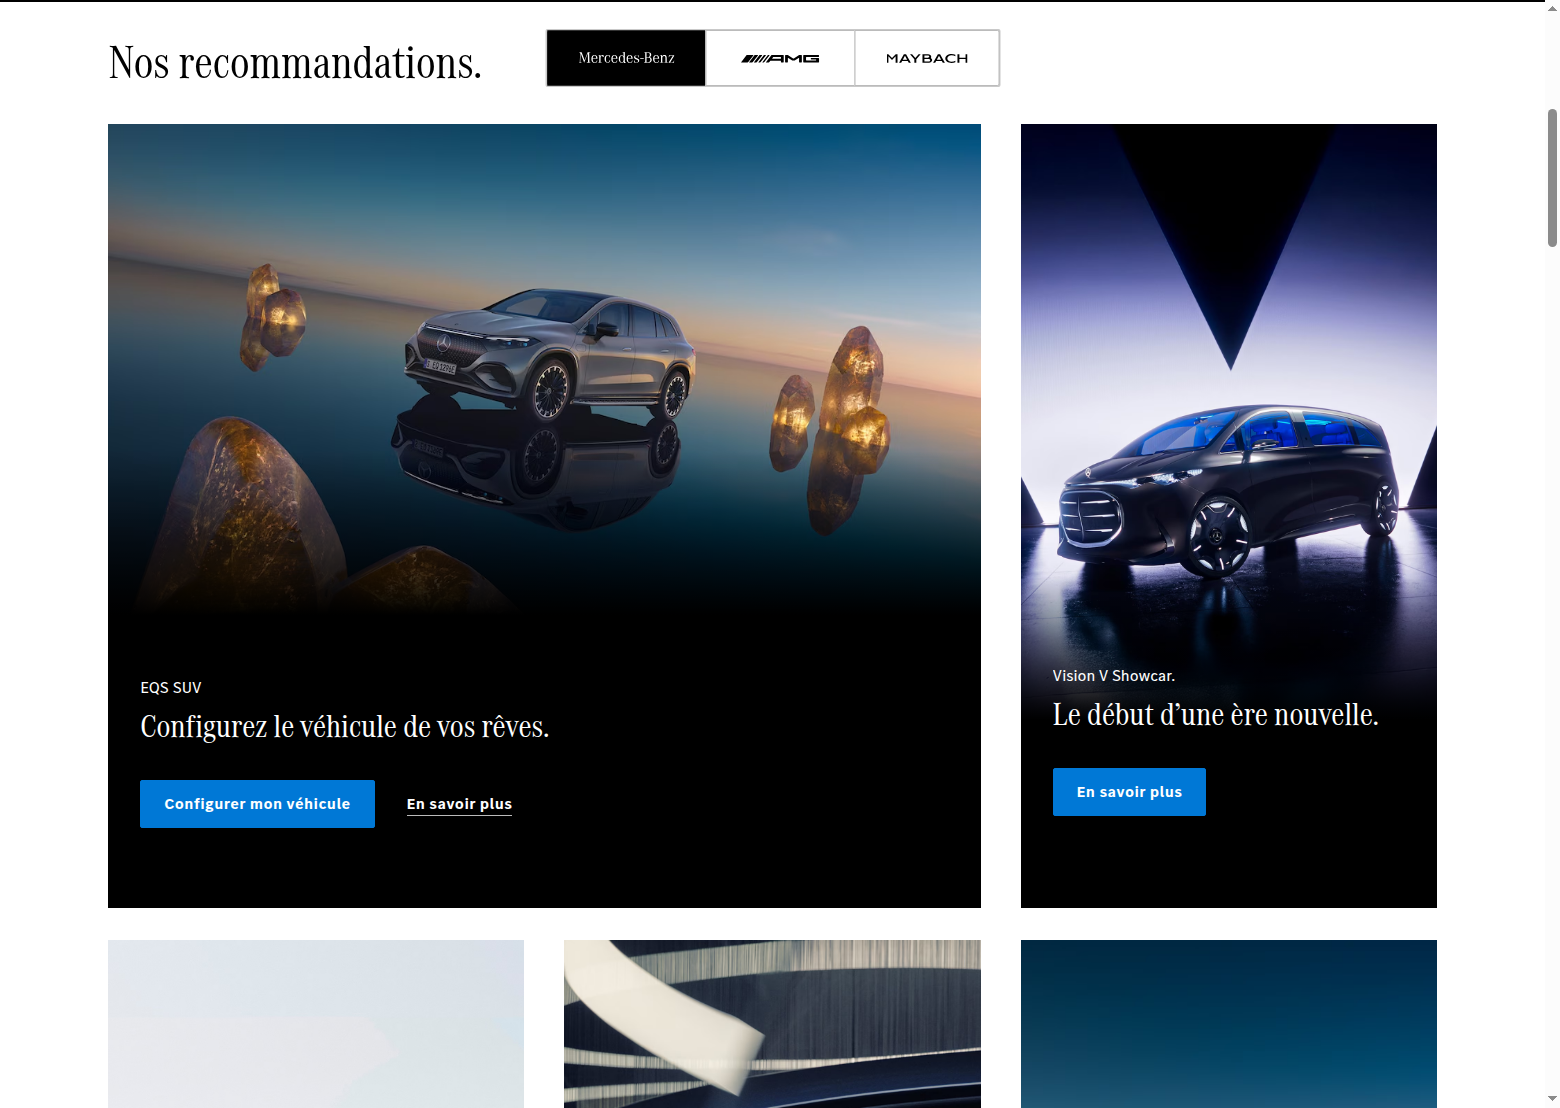 Nos recommandations.
Mercedes-Benz
AMG
MAYBACH
EQS SUV
Configurez le véhicule de vos rêves.
Configurer mon véhicule
En savoir plus
Vision V Showcar.
Le début d’une ère nouvelle.
En savoir plus